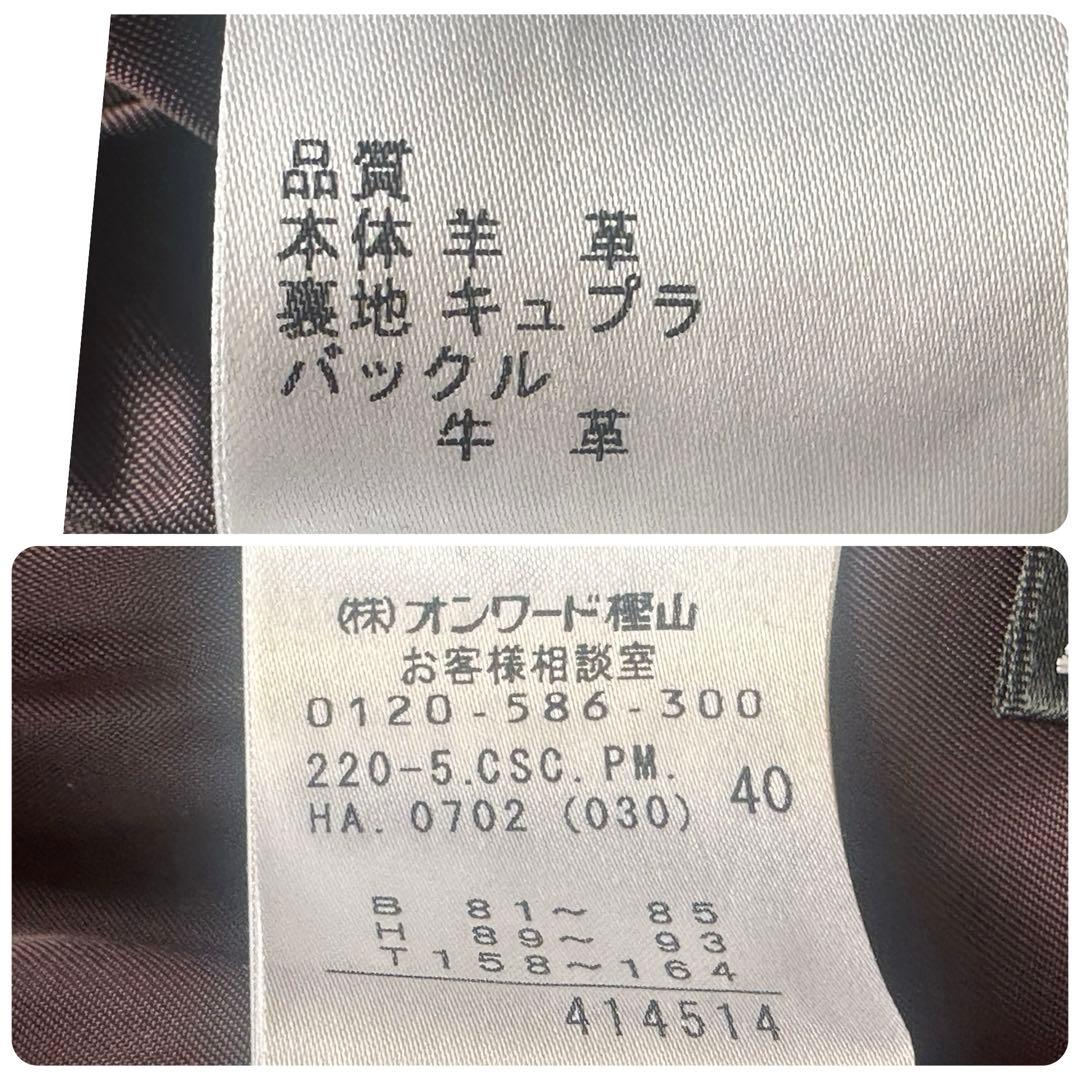 品質
本体 羊 革
裏地 キュプラ
バックル
牛 革
(株)オンワード樫山
お客様相談室
0120-586-300
220-5.CSC.PM.
HA. 0702 (030) 40
B 81～ 85
H 89～ 93
T 158～164
414514